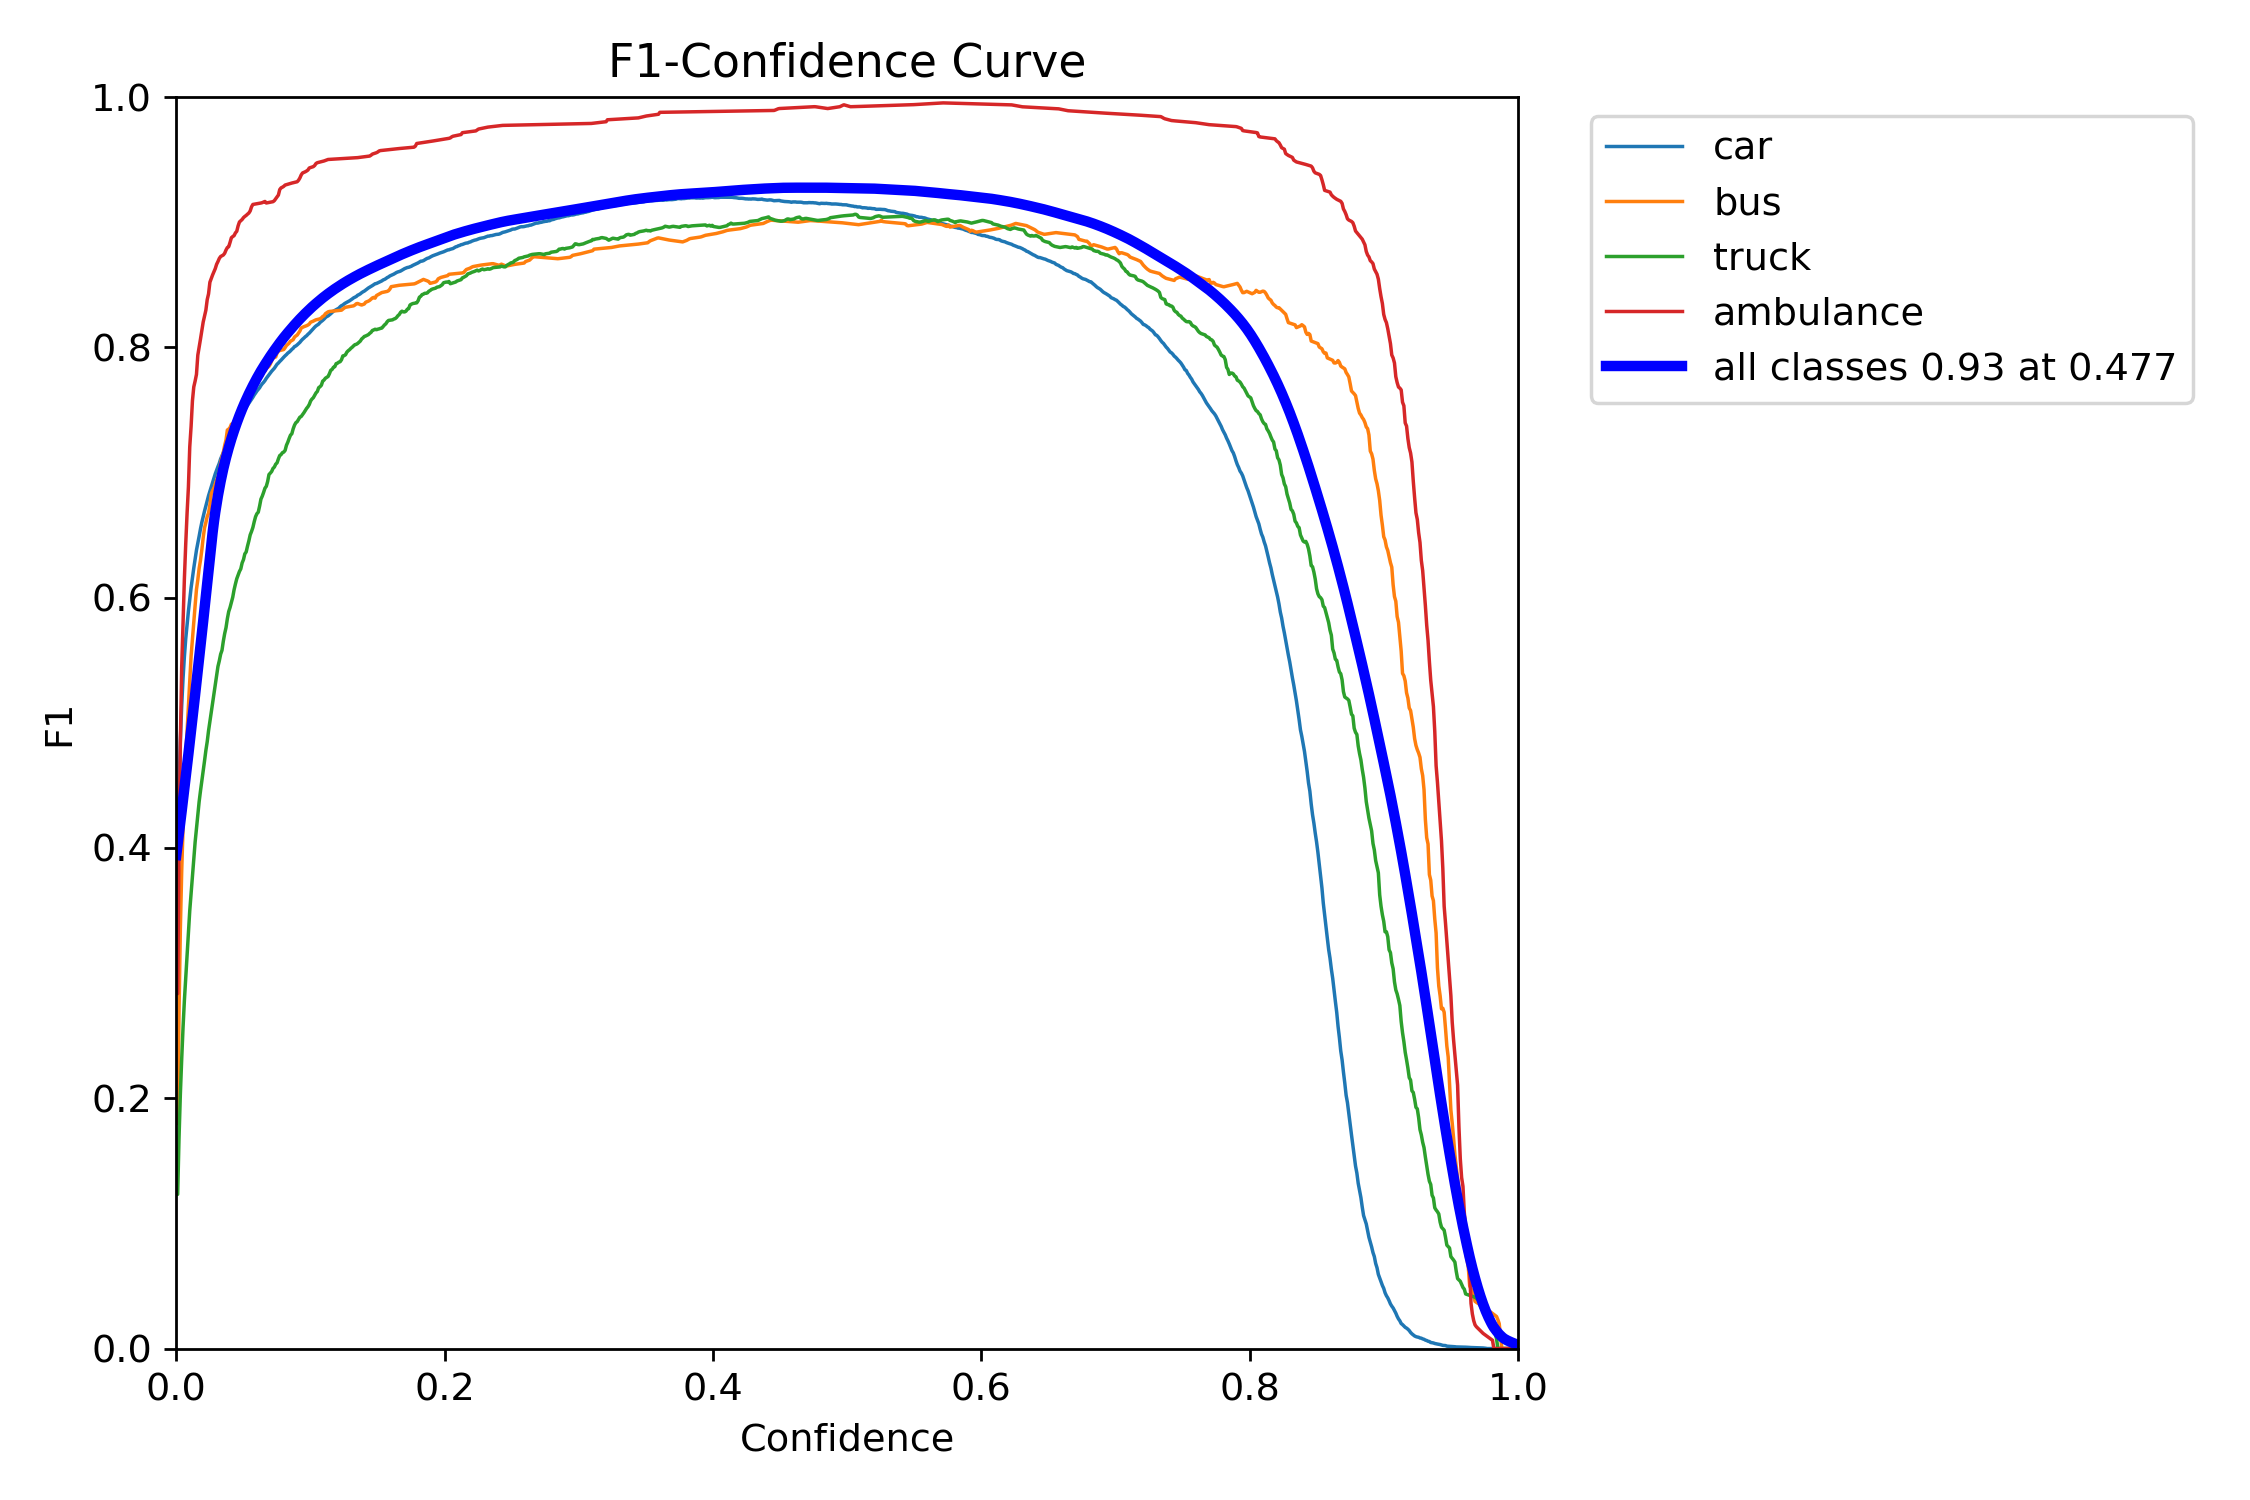 F1-Confidence Curve
1.0
0.8
0.6
0.4
0.2
0.0
F1
0.0 0.2 0.4 0.6 0.8 1.0
Confidence
car
bus
truck
ambulance
all classes 0.93 at 0.477